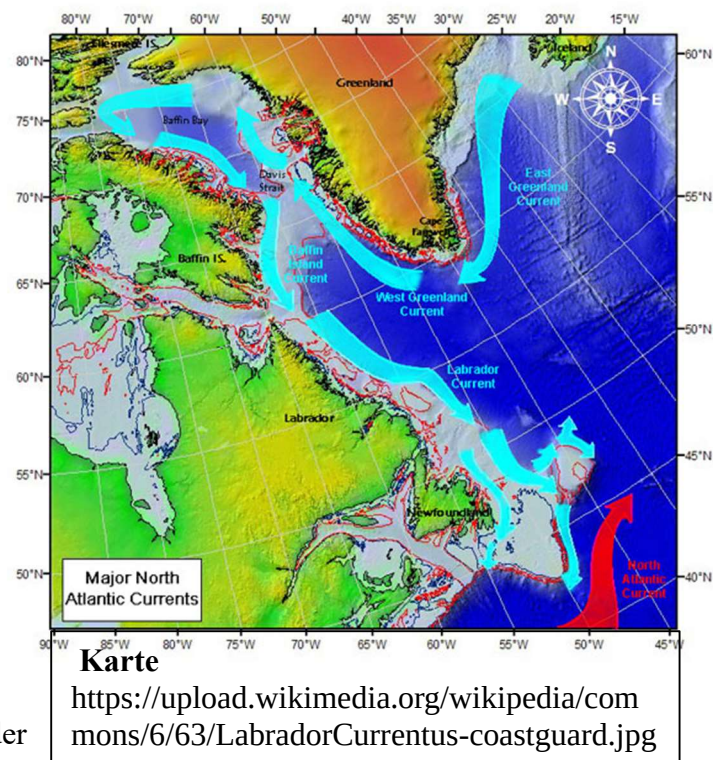 80°W 70°W 60°W 50°W 40°W 35°W 30°W 25°W 20°W 15°W
Ellesmere IS.
Iceland
N
80°N
60°N
Greenland
W E
Baffin Bay
S
75°N
Davis
Strait
East
Greenland
Current
70°N
55°N
Cape
Farewell
Baffin IS.
Baffin
Island
Current
65°N
West Greenland
Current
50°N
60°N
Labrador
Current
Labrador
45°N
55°N
Newfoundland
North
Atlantic
Current
50°N
40°N
Major North
Atlantic Currents
90°W 85°W 80°W 75°W 70°W 65°W 60°W 55°W 50°W 45°W
Karte
https://upload.wikimedia.org/wikipedia/com
mons/6/63/LabradorCurrentus-coastguard.jpg